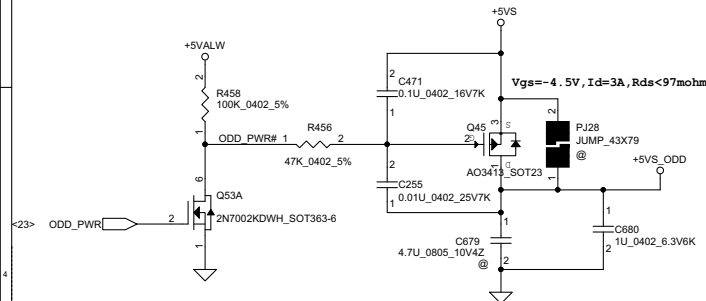 +5VS
+5VALW
2
R458
100K_0402_5%
1
2
C471
0.1U_0402_16V7K
1
Vgs=-4.5V,Id=3A,Rds<97mohm
ODD_PWR# 1
R456
2
47K_0402_5%
Q45
2
G
3
S
1
D
AO3413_SOT23
2
PJ28
JUMP_43X79
@
1
+5VS_ODD
2
C255
0.01U_0402_25V7K
1
6
Q53A
2N7002KDWH_SOT363-6
<23>
ODD_PWR
2
1
1
C679
4.7U_0805_10V4Z
@
2
1
C680
1U_0402_6.3V6K
2
4